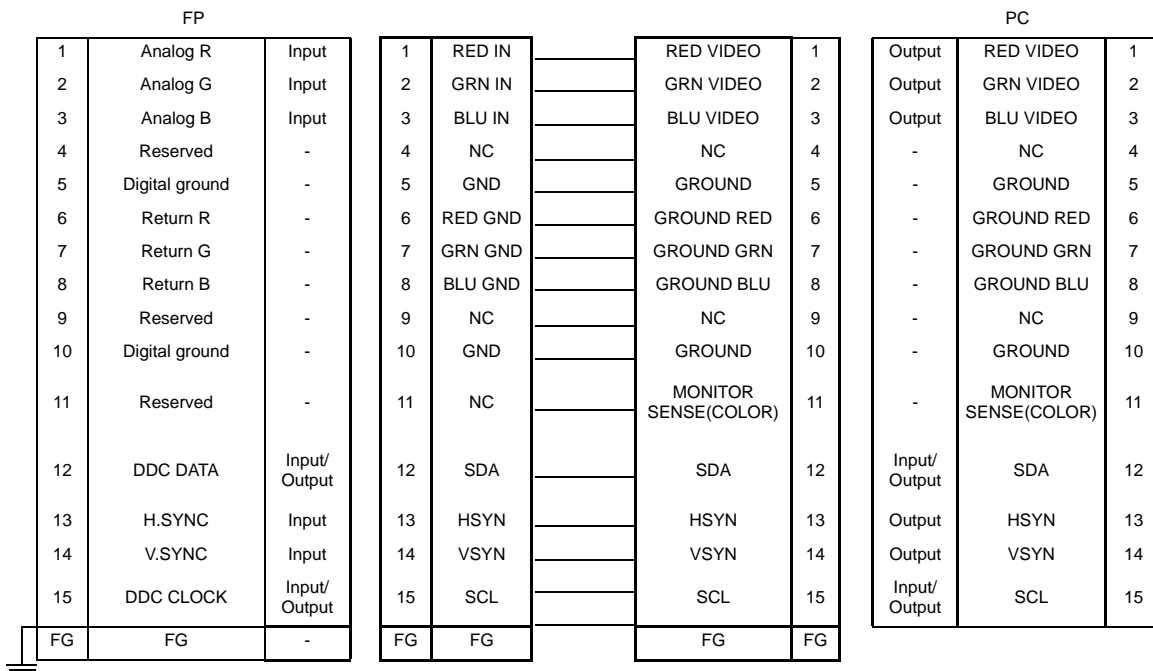 FP PC
1 Analog R Input 1 RED IN RED VIDEO 1 Output RED VIDEO 1
2 Analog G Input 2 GRN IN GRN VIDEO 2 Output GRN VIDEO 2
3 Analog B Input 3 BLU IN BLU VIDEO 3 Output BLU VIDEO 3
4 Reserved - 4 NC NC 4 - NC 4
5 Digital ground - 5 GND GROUND 5 - GROUND 5
6 Return R - 6 RED GND GROUND RED 6 - GROUND RED 6
7 Return G - 7 GRN GND GROUND GRN 7 - GROUND GRN 7
8 Return B - 8 BLU GND GROUND BLU 8 - GROUND BLU 8
9 Reserved - 9 NC NC 9 - NC 9
10 Digital ground - 10 GND GROUND 10 - GROUND 10
11 Reserved - 11 NC MONITOR SENSE(COLOR) 11 - MONITOR SENSE(COLOR) 11
12 DDC DATA Input/Output 12 SDA SDA 12 Input/Output SDA 12
13 H.SYNC Input 13 HSYN HSYN 13 Output HSYN 13
14 V.SYNC Input 14 VSYN VSYN 14 Output VSYN 14
15 DDC CLOCK Input/Output 15 SCL SCL 15 Input/Output SCL 15
FG FG - FG FG FG FG